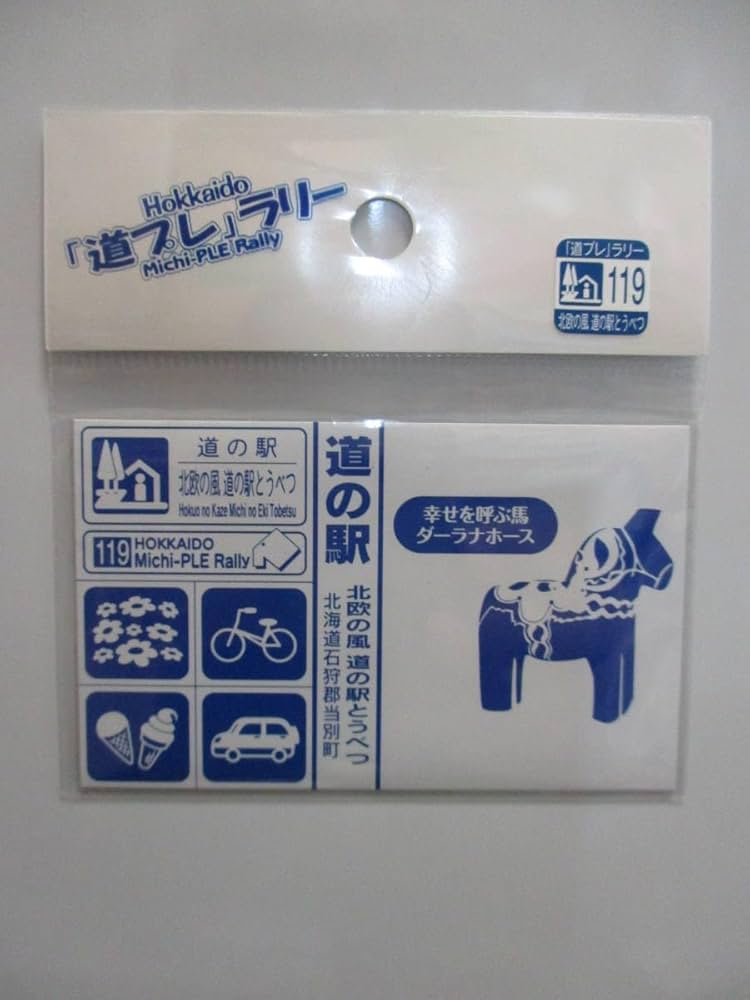 Hokkaido
「道プレ」ラリー
Michi-PLE Rally
「道プレ」ラリー
119
北欧の風 道の駅とうべつ
道の駅
北欧の風 道の駅とうべつ
Hokuo no Kaze Michi no Eki Tobetsu
119 HOKKAIDO
Michi-PLE Rally
道の駅
北欧の風 道の駅とうべつ
北海道石狩郡当別町
幸せを呼ぶ馬
ダーラナホース